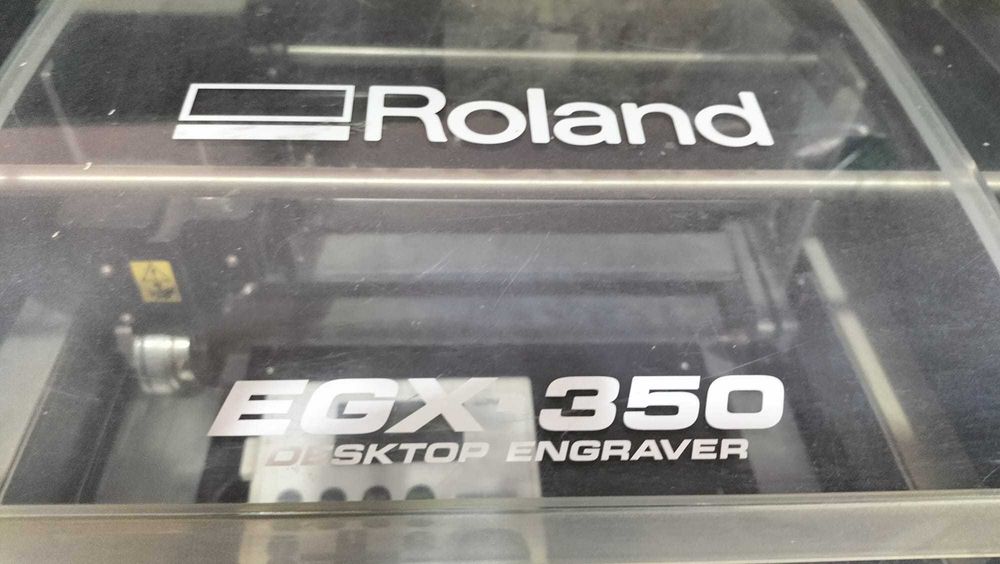 Roland
EGX-350
DESKTOP ENGRAVER